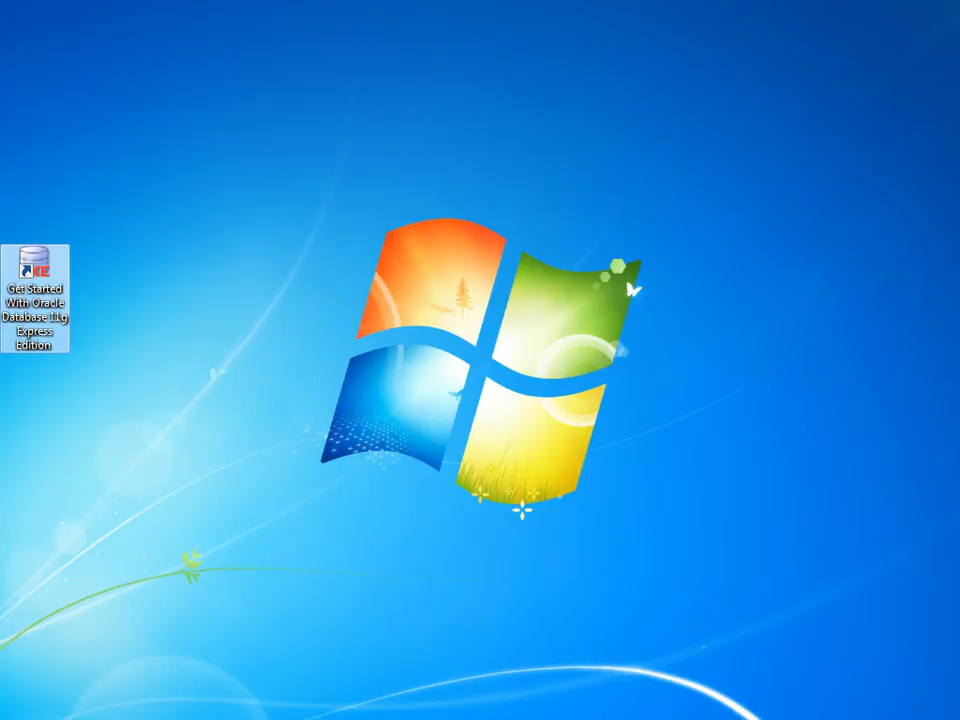 XE
Get Started
With Oracle
Database 11g
Express
Edition